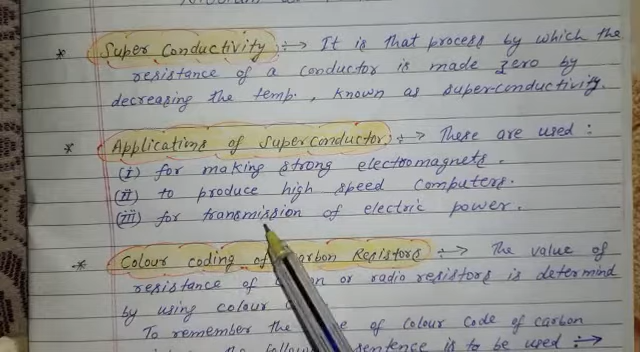 * Super Conductivity :-> It is that process by which the
resistance of a conductor is made zero by
decreasing the temp., known as super-conductivity.
* Applications of Superconductor :-> These are used :
(i) for making strong electromagnets.
(ii) to produce high speed computers.
(iii) for transmission of electric power.
* Colour coding of Carbon Resistors :-> The value of
resistance of or radio resistors is determind
by using colour
To remember the of colour code of carbon
the sentence is to be used :->